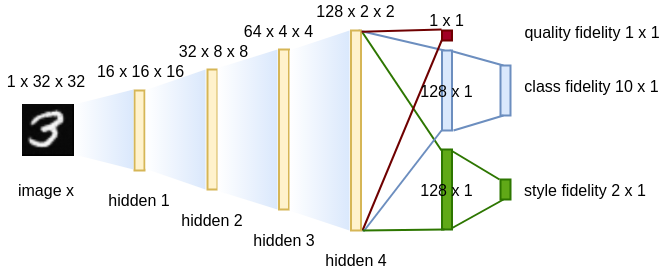 128 x 2 x 2
1 x 1
quality fidelity 1 x 1
64 x 4 x 4
32 x 8 x 8
16 x 16 x 16
1 x 32 x 32
128 x 1
class fidelity 10 x 1
3
image x
hidden 1
hidden 2
hidden 3
hidden 4
128 x 1
style fidelity 2 x 1